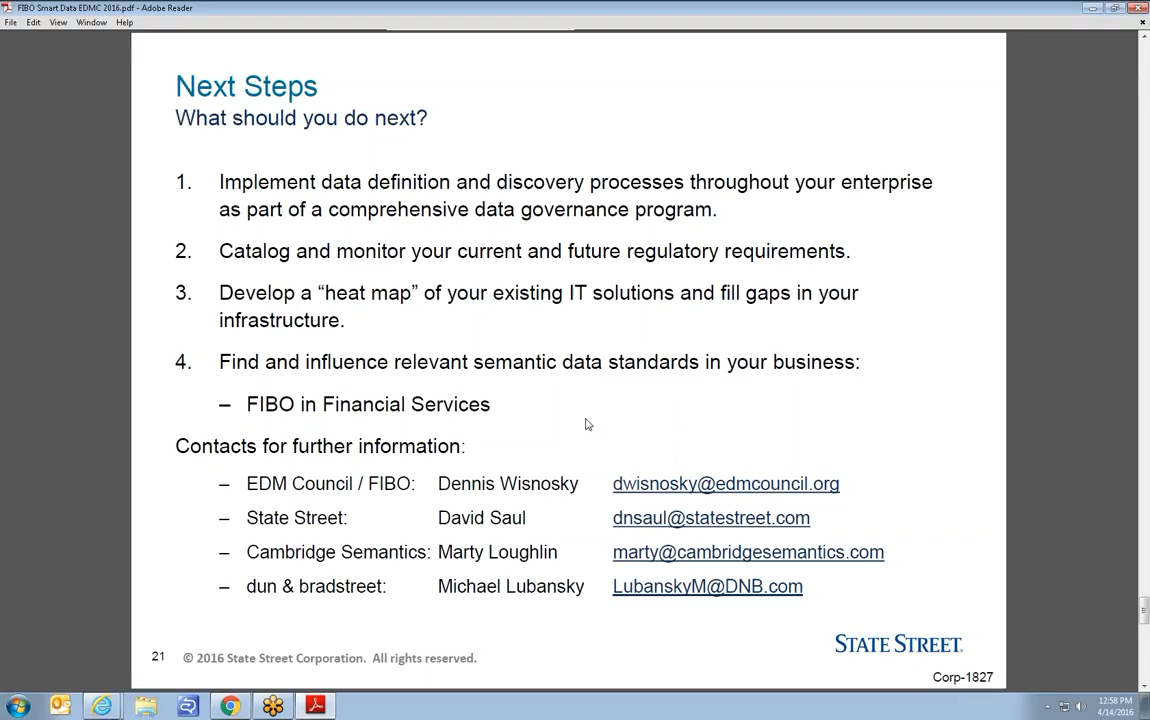 FIBO Smart Data EDMC 2016.pdf - Adobe Reader
File Edit View Window Help
Next Steps
What should you do next?
1. Implement data definition and discovery processes throughout your enterprise
as part of a comprehensive data governance program.
2. Catalog and monitor your current and future regulatory requirements.
3. Develop a “heat map” of your existing IT solutions and fill gaps in your
infrastructure.
4. Find and influence relevant semantic data standards in your business:
– FIBO in Financial Services
Contacts for further information:
– EDM Council / FIBO: Dennis Wisnosky dwisnosky@edmcouncil.org
– State Street: David Saul dnsaul@statestreet.com
– Cambridge Semantics: Marty Loughlin marty@cambridgesemantics.com
– dun & bradstreet: Michael Lubansky LubanskyM@DNB.com
21 © 2016 State Street Corporation. All rights reserved.
STATE STREET.
Corp-1827
12:58 PM
4/14/2016